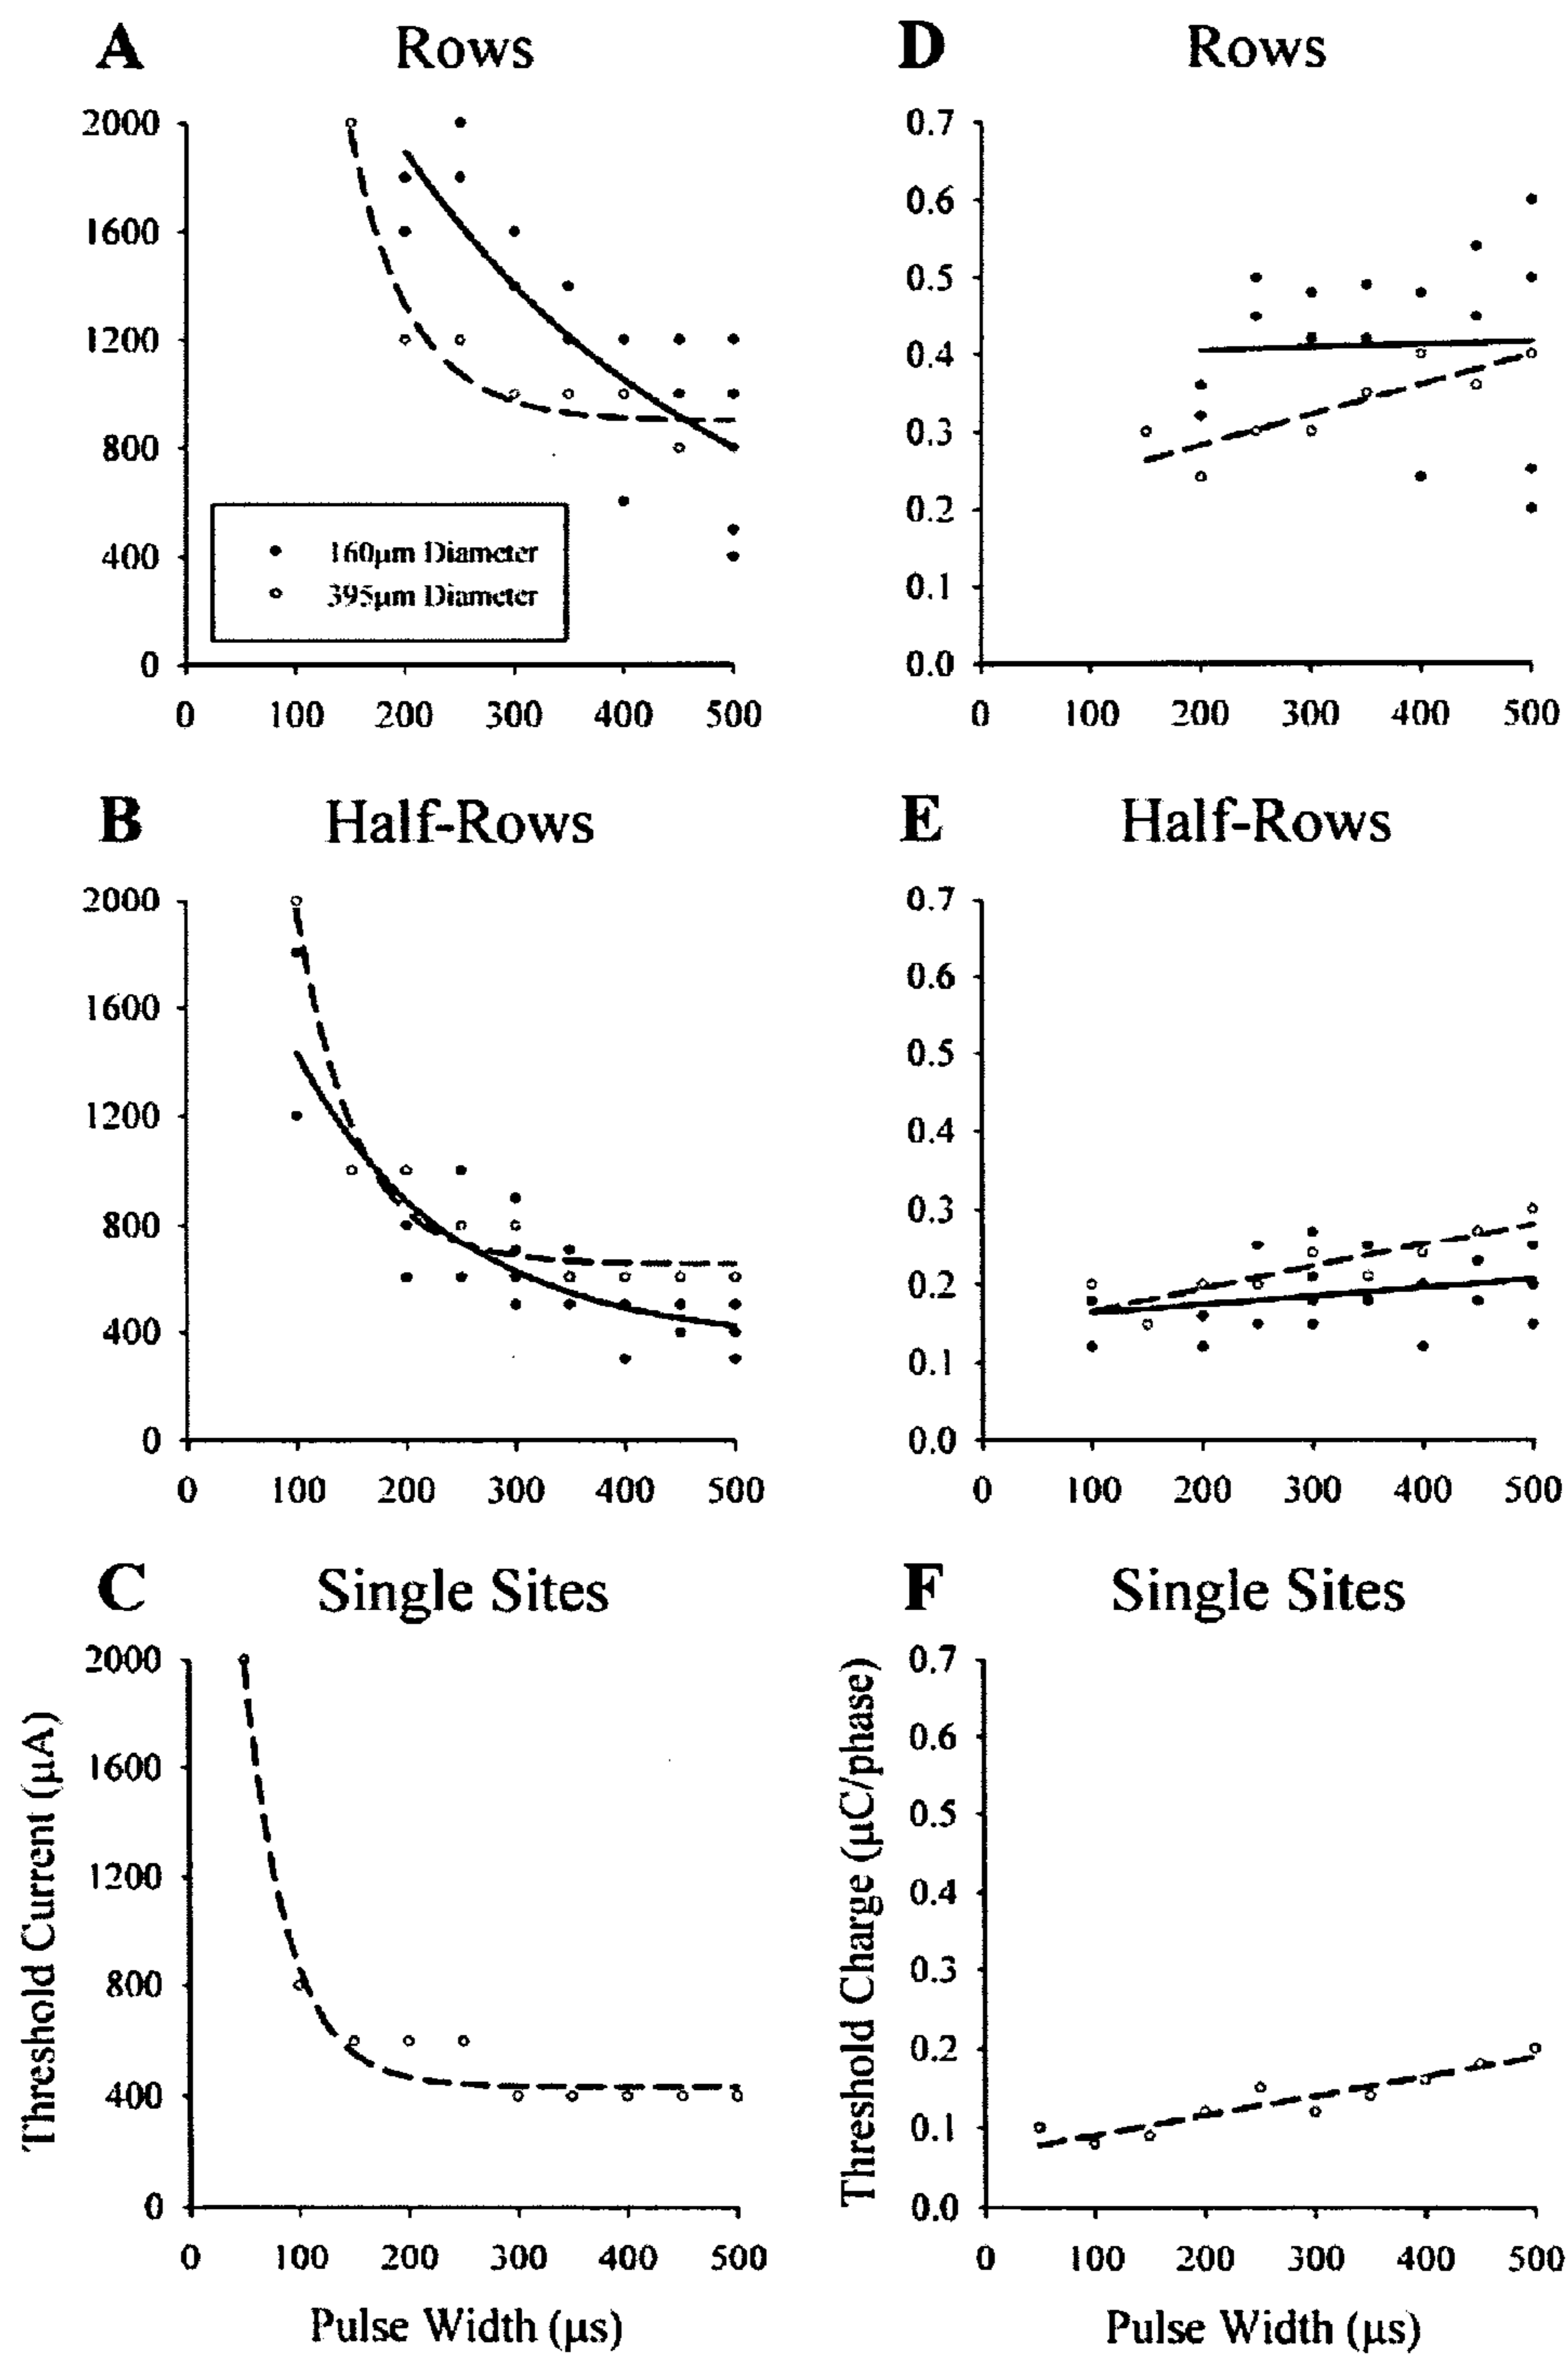 A Rows
2000
1600
1200
800
400
0
160µm Diameter
395µm Diameter
0 100 200 300 400 500
D Rows
0.7
0.6
0.5
0.4
0.3
0.2
0.1
0.0
0 100 200 300 400 500
B Half-Rows
2000
1600
1200
800
400
0
0 100 200 300 400 500
E Half-Rows
0.7
0.6
0.5
0.4
0.3
0.2
0.1
0.0
0 100 200 300 400 500
C Single Sites
Threshold Current (µA)
2000
1600
1200
800
400
0
0 100 200 300 400 500
Pulse Width (µs)
F Single Sites
Threshold Charge (µC/phase)
0.7
0.6
0.5
0.4
0.3
0.2
0.1
0.0
0 100 200 300 400 500
Pulse Width (µs)